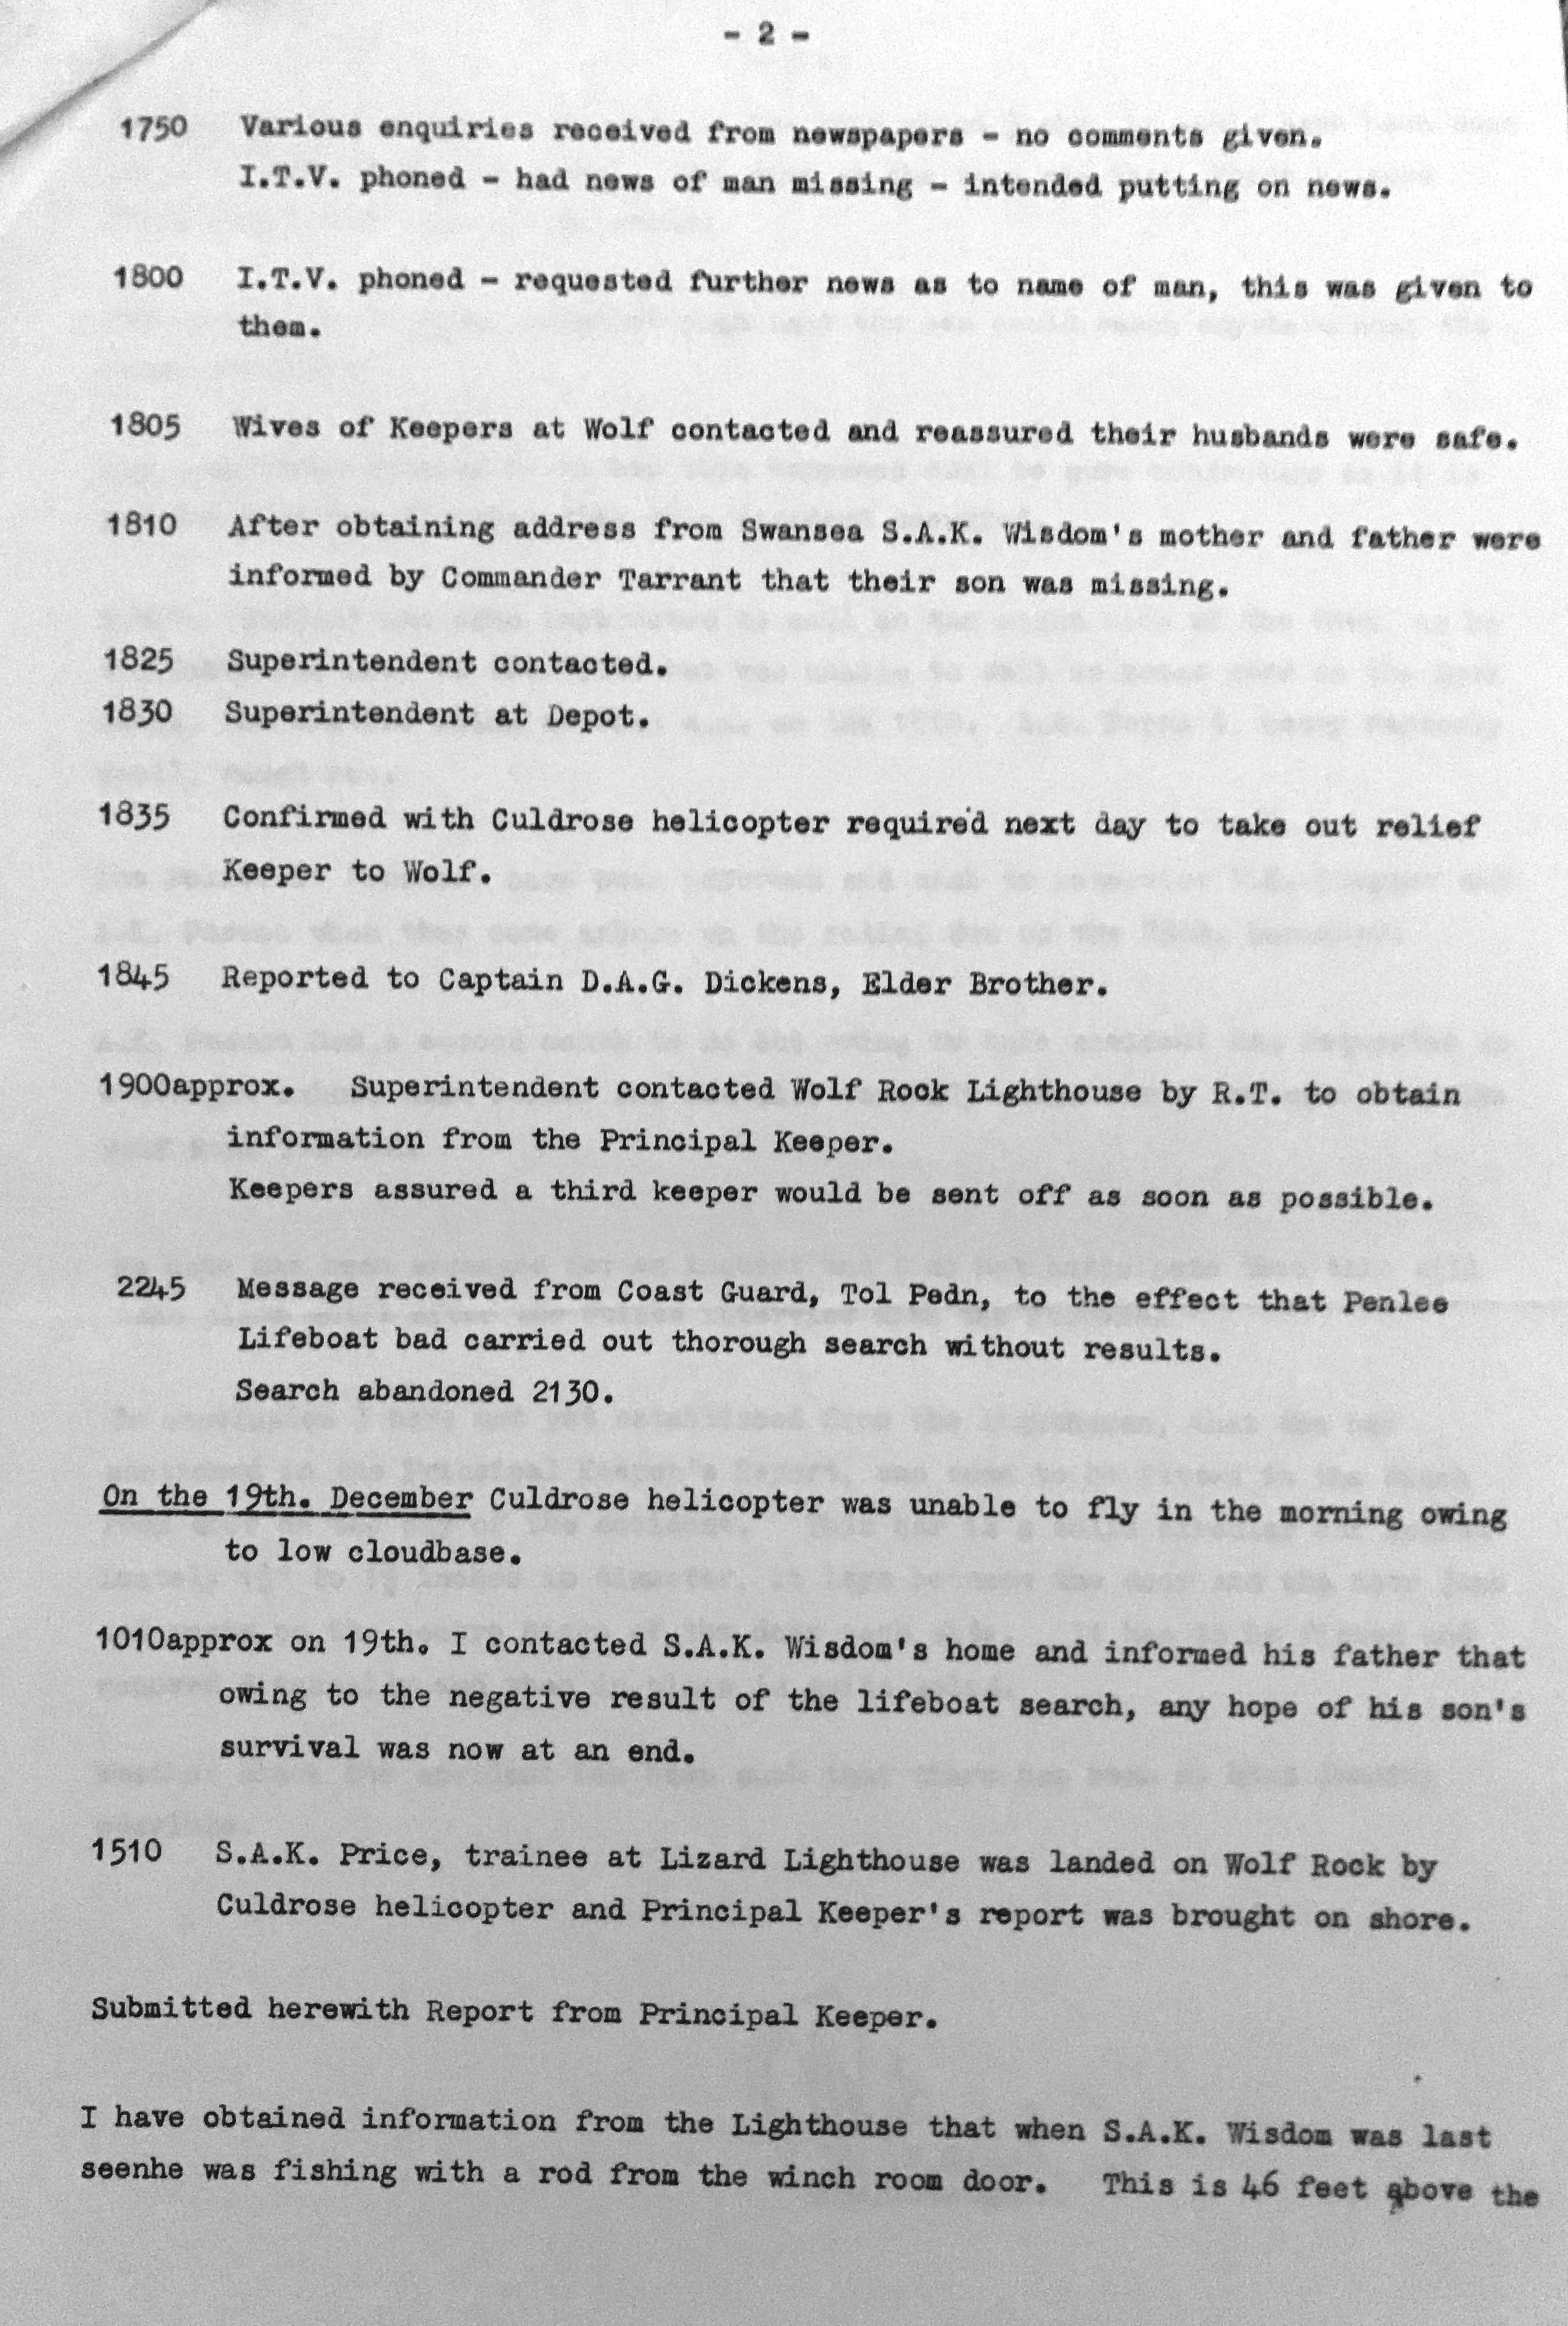 - 2 -
1750 Various enquiries received from newspapers - no comments given.
I.T.V. phoned - had news of man missing - intended putting on news.
1800 I.T.V. phoned - requested further news as to name of man, this was given to
them.
1805 Wives of Keepers at Wolf contacted and reassured their husbands were safe.
1810 After obtaining address from Swansea S.A.K. Wisdom's mother and father were
informed by Commander Tarrant that their son was missing.
1825 Superintendent contacted.
1830 Superintendent at Depot.
1835 Confirmed with Culdrose helicopter required next day to take out relief
Keeper to Wolf.
1845 Reported to Captain D.A.G. Dickens, Elder Brother.
1900approx. Superintendent contacted Wolf Rock Lighthouse by R.T. to obtain
information from the Principal Keeper.
Keepers assured a third keeper would be sent off as soon as possible.
2245 Message received from Coast Guard, Tol Pedn, to the effect that Penlee
Lifeboat bad carried out thorough search without results.
Search abandoned 2130.
On the 19th. December Culdrose helicopter was unable to fly in the morning owing
to low cloudbase.
1010approx on 19th. I contacted S.A.K. Wisdom's home and informed his father that
owing to the negative result of the lifeboat search, any hope of his son's
survival was now at an end.
1510 S.A.K. Price, trainee at Lizard Lighthouse was landed on Wolf Rock by
Culdrose helicopter and Principal Keeper's report was brought on shore.
Submitted herewith Report from Principal Keeper.
I have obtained information from the Lighthouse that when S.A.K. Wisdom was last
seenhe was fishing with a rod from the winch room door. This is 46 feet above the